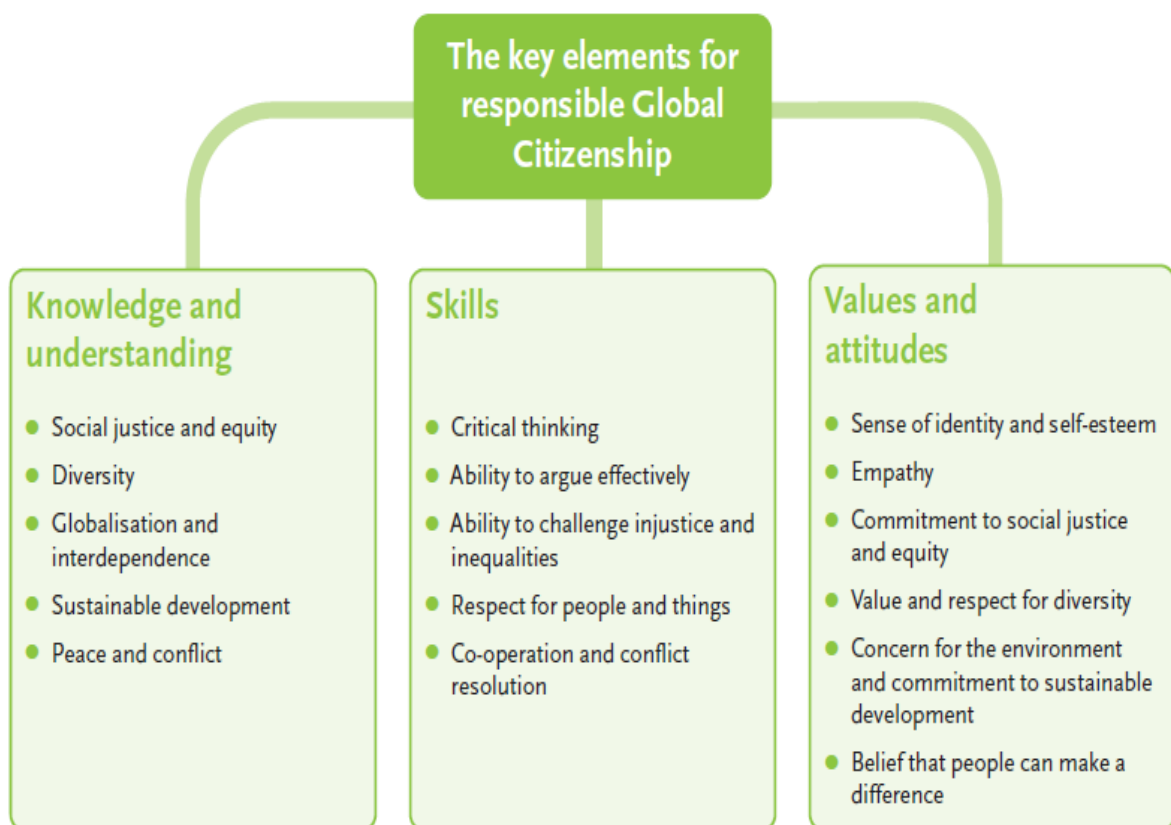 The key elements for
responsible Global
Citizenship
Knowledge and
understanding
• Social justice and equity
• Diversity
• Globalisation and
interdependence
• Sustainable development
• Peace and conflict
Skills
• Critical thinking
• Ability to argue effectively
• Ability to challenge injustice and
inequalities
• Respect for people and things
• Co-operation and conflict
resolution
Values and
attitudes
• Sense of identity and self-esteem
• Empathy
• Commitment to social justice
and equity
• Value and respect for diversity
• Concern for the environment
and commitment to sustainable
development
• Belief that people can make a
difference